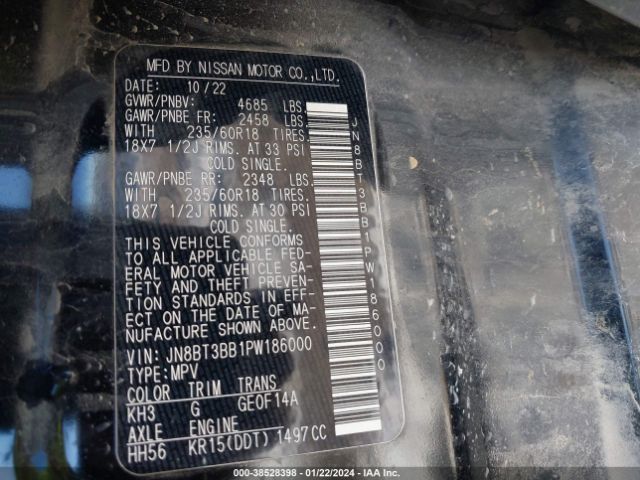 MFD BY NISSAN MOTOR CO.,LTD.
DATE: 10/22
GVWR/PNBV: 4685 LBS.
GAWR/PNBE FR: 2458 LBS.
WITH 235/60R18 TIRES.
18X7 1/2J RIMS. AT 33 PSI
COLD SINGLE.
GAWR/PNBE RR: 2348 LBS.
WITH 235/60R18 TIRES.
18X7 1/2J RIMS. AT 30 PSI
COLD SINGLE.
THIS VEHICLE CONFORMS
TO ALL APPLICABLE FED-
ERAL MOTOR VEHICLE SA-
FETY AND THEFT PREVEN-
TION STANDARDS IN EFF-
ECT ON THE DATE OF MA-
NUFACTURE SHOWN ABOVE.
VIN: JN8BT3BB1PW186000
TYPE:MPV
COLOR TRIM TRANS
KH3 G GE0F14A
AXLE ENGINE
HH56 KR15(DDT) 1497CC
JN8BT3BB1PW186000
000-38528398 - 01/22/2024 - IAA Inc.